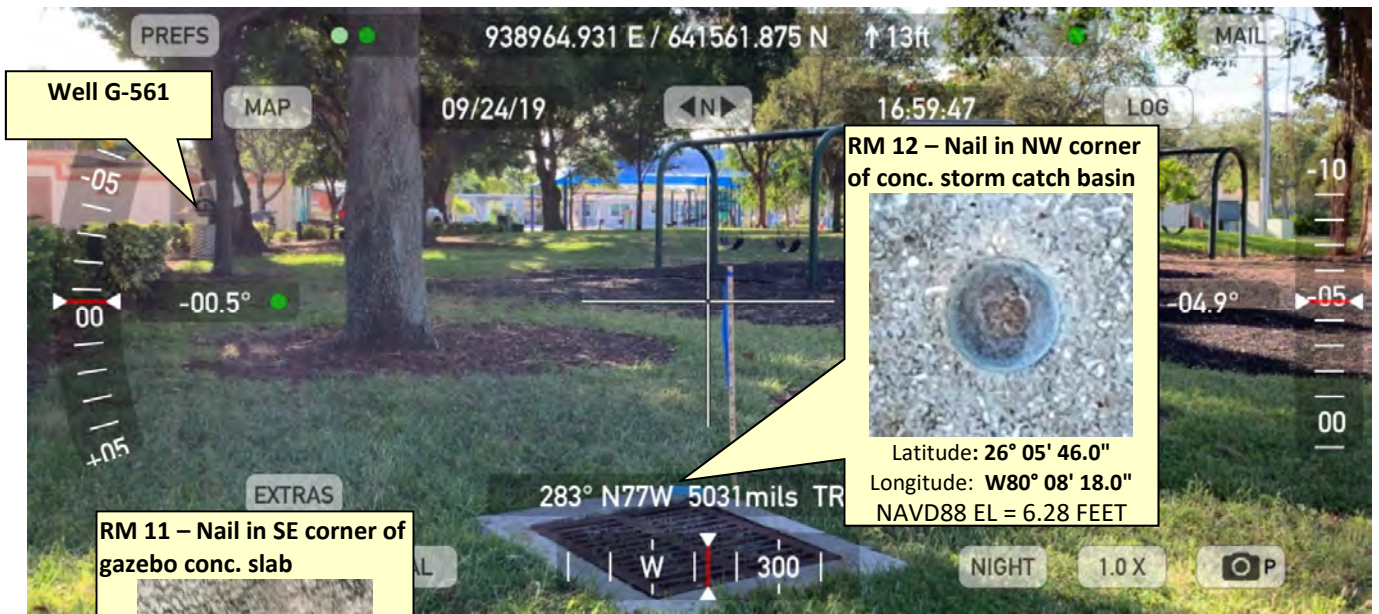 PREFS
938964.931 E / 641561.875 N ↑ 13ft
MAIL
Well G-561
MAP
09/24/19
◀N▶
16:59:47
LOG
RM 12 – Nail in NW corner
of conc. storm catch basin
Latitude: 26° 05' 46.0"
Longitude: W80° 08' 18.0"
NAVD88 EL = 6.28 FEET
-05
00
+05
-00.5°
-04.9°
-10
-05
00
EXTRAS
283° N77W 5031mils TR
RM 11 – Nail in SE corner of
gazebo conc. slab
AL
W 300
NIGHT
1.0 X
P